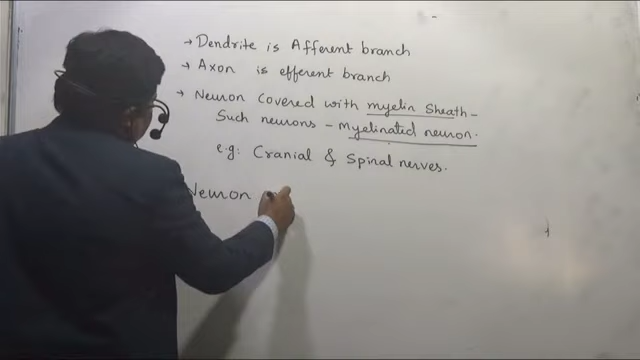 → Dendrite is Afferent branch
→ Axon is efferent branch
→ Neuron Covered with myelin Sheath -
Such neurons - Myelinated neuron.
e.g: Cranial & Spinal nerves.
Neuron